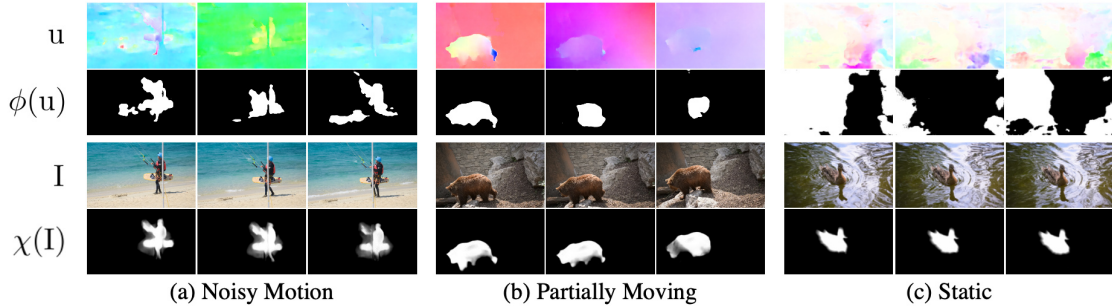 u
ϕ(u)
I
χ(I)
(a) Noisy Motion
(b) Partially Moving
(c) Static